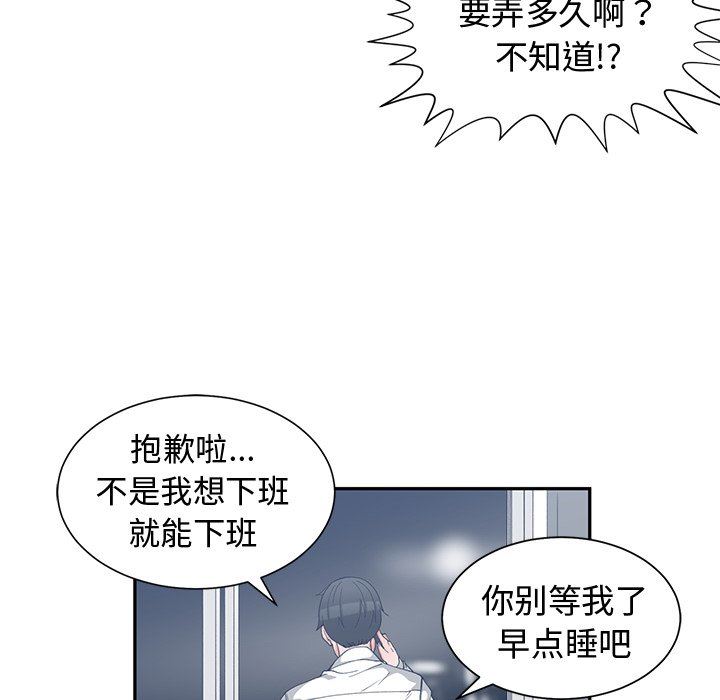 要弄多久啊？
不知道!?
抱歉啦...
不是我想下班
就能下班
你别等我了
早点睡吧